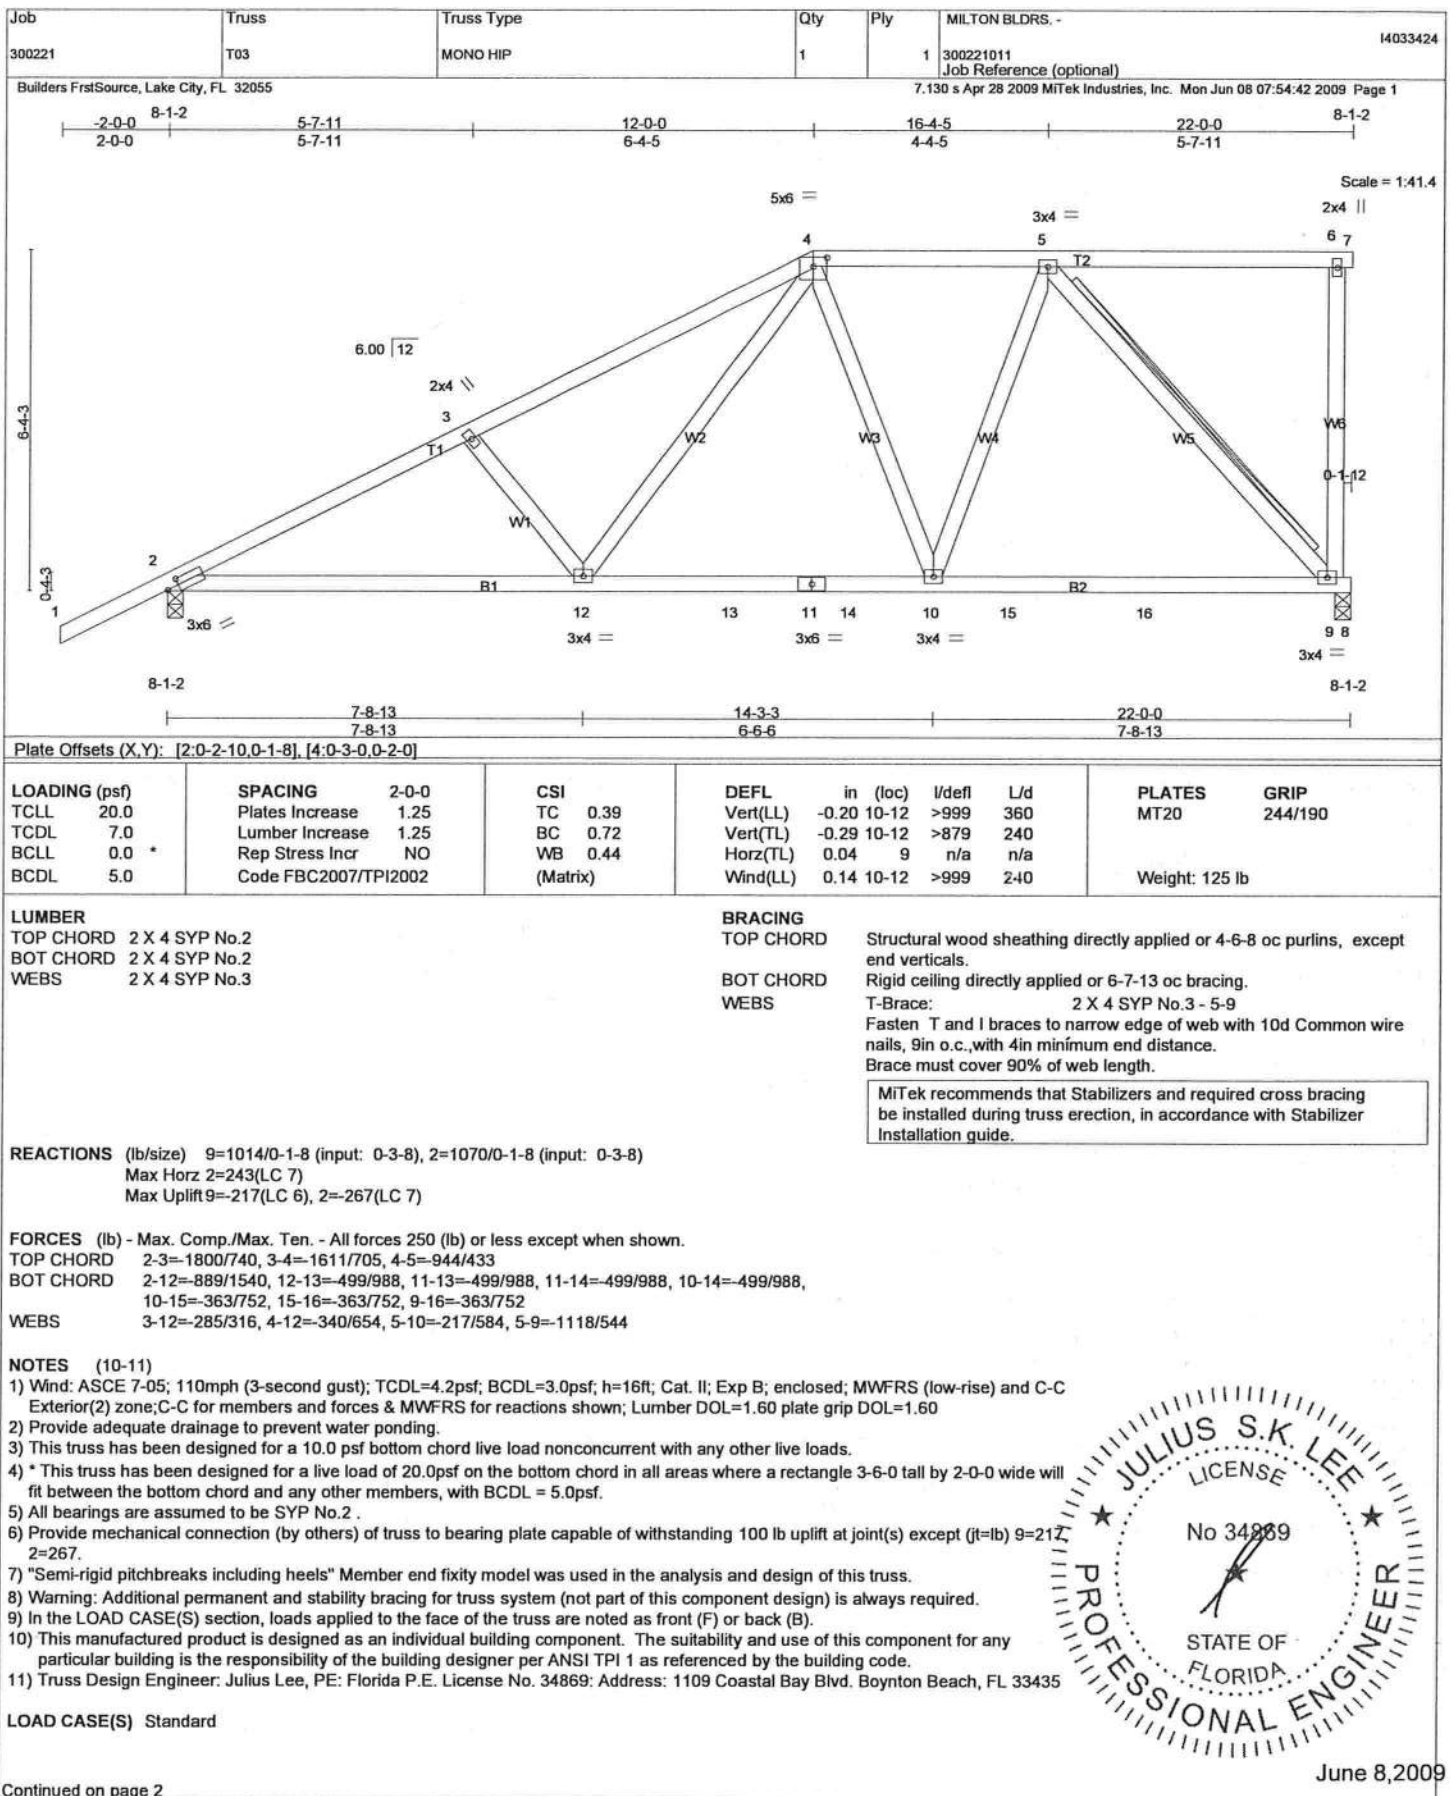 Job Truss Truss Type Qty Ply MILTON BLDRS. -
I4033424
300221 T03 MONO HIP 1 1 300221011
Job Reference (optional)
Builders FrstSource, Lake City, FL 32055 7.130 s Apr 28 2009 MiTek Industries, Inc. Mon Jun 08 07:54:42 2009 Page 1
-2-0-0 8-1-2 5-7-11 12-0-0 16-4-5 22-0-0 8-1-2
2-0-0 5-7-11 6-4-5 4-4-5 5-7-11
Scale = 1:41.4
5x6 =
3x4 =
2x4 ||
4 5 6 7
T2
6.00 12
2x4 \\
3
T1
6-4-3
W2 W3 W4 W5 W6
0-1-12
W1
2
0-4-3
1
B1 B2
3x6 =
12 13 11 14 10 15 16
3x4 = 3x6 = 3x4 =
9 8
3x4 =
8-1-2 8-1-2
7-8-13 14-3-3 22-0-0
7-8-13 6-6-6 7-8-13
Plate Offsets (X,Y): [2:0-2-10,0-1-8], [4:0-3-0,0-2-0]
LOADING (psf) SPACING 2-0-0 CSI DEFL in (loc) l/defl L/d PLATES GRIP
TCLL 20.0 Plates Increase 1.25 TC 0.39 Vert(LL) -0.20 10-12 >999 360 MT20 244/190
TCDL 7.0 Lumber Increase 1.25 BC 0.72 Vert(TL) -0.29 10-12 >879 240
BCLL 0.0 * Rep Stress Incr NO WB 0.44 Horz(TL) 0.04 9 n/a n/a
BCDL 5.0 Code FBC2007/TPI2002 (Matrix) Wind(LL) 0.14 10-12 >999 240 Weight: 125 lb
LUMBER
TOP CHORD 2 X 4 SYP No.2
BOT CHORD 2 X 4 SYP No.2
WEBS 2 X 4 SYP No.3
BRACING
TOP CHORD Structural wood sheathing directly applied or 4-6-8 oc purlins, except
end verticals.
BOT CHORD Rigid ceiling directly applied or 6-7-13 oc bracing.
WEBS T-Brace: 2 X 4 SYP No.3 - 5-9
Fasten T and I braces to narrow edge of web with 10d Common wire
nails, 9in o.c.,with 4in minimum end distance.
Brace must cover 90% of web length.
MiTek recommends that Stabilizers and required cross bracing
be installed during truss erection, in accordance with Stabilizer
Installation guide.
REACTIONS (lb/size) 9=1014/0-1-8 (input: 0-3-8), 2=1070/0-1-8 (input: 0-3-8)
Max Horz 2=243(LC 7)
Max Uplift9=-217(LC 6), 2=-267(LC 7)
FORCES (lb) - Max. Comp./Max. Ten. - All forces 250 (lb) or less except when shown.
TOP CHORD 2-3=-1800/740, 3-4=-1611/705, 4-5=-944/433
BOT CHORD 2-12=-889/1540, 12-13=-499/988, 11-13=-499/988, 11-14=-499/988, 10-14=-499/988,
10-15=-363/752, 15-16=-363/752, 9-16=-363/752
WEBS 3-12=-285/316, 4-12=-340/654, 5-10=-217/584, 5-9=-1118/544
NOTES (10-11)
1) Wind: ASCE 7-05; 110mph (3-second gust); TCDL=4.2psf; BCDL=3.0psf; h=16ft; Cat. II; Exp B; enclosed; MWFRS (low-rise) and C-C
Exterior(2) zone;C-C for members and forces & MWFRS for reactions shown; Lumber DOL=1.60 plate grip DOL=1.60
2) Provide adequate drainage to prevent water ponding.
3) This truss has been designed for a 10.0 psf bottom chord live load nonconcurrent with any other live loads.
4) * This truss has been designed for a live load of 20.0psf on the bottom chord in all areas where a rectangle 3-6-0 tall by 2-0-0 wide will
fit between the bottom chord and any other members, with BCDL = 5.0psf.
5) All bearings are assumed to be SYP No.2 .
6) Provide mechanical connection (by others) of truss to bearing plate capable of withstanding 100 lb uplift at joint(s) except (jt=lb) 9=217,
2=267.
7) "Semi-rigid pitchbreaks including heels" Member end fixity model was used in the analysis and design of this truss.
8) Warning: Additional permanent and stability bracing for truss system (not part of this component design) is always required.
9) In the LOAD CASE(S) section, loads applied to the face of the truss are noted as front (F) or back (B).
10) This manufactured product is designed as an individual building component. The suitability and use of this component for any
particular building is the responsibility of the building designer per ANSI TPI 1 as referenced by the building code.
11) Truss Design Engineer: Julius Lee, PE: Florida P.E. License No. 34869: Address: 1109 Coastal Bay Blvd. Boynton Beach, FL 33435
LOAD CASE(S) Standard
JULIUS S.K. LEE
LICENSE
No 34869
STATE OF
FLORIDA
PROFESSIONAL ENGINEER
June 8,2009
Continued on page 2